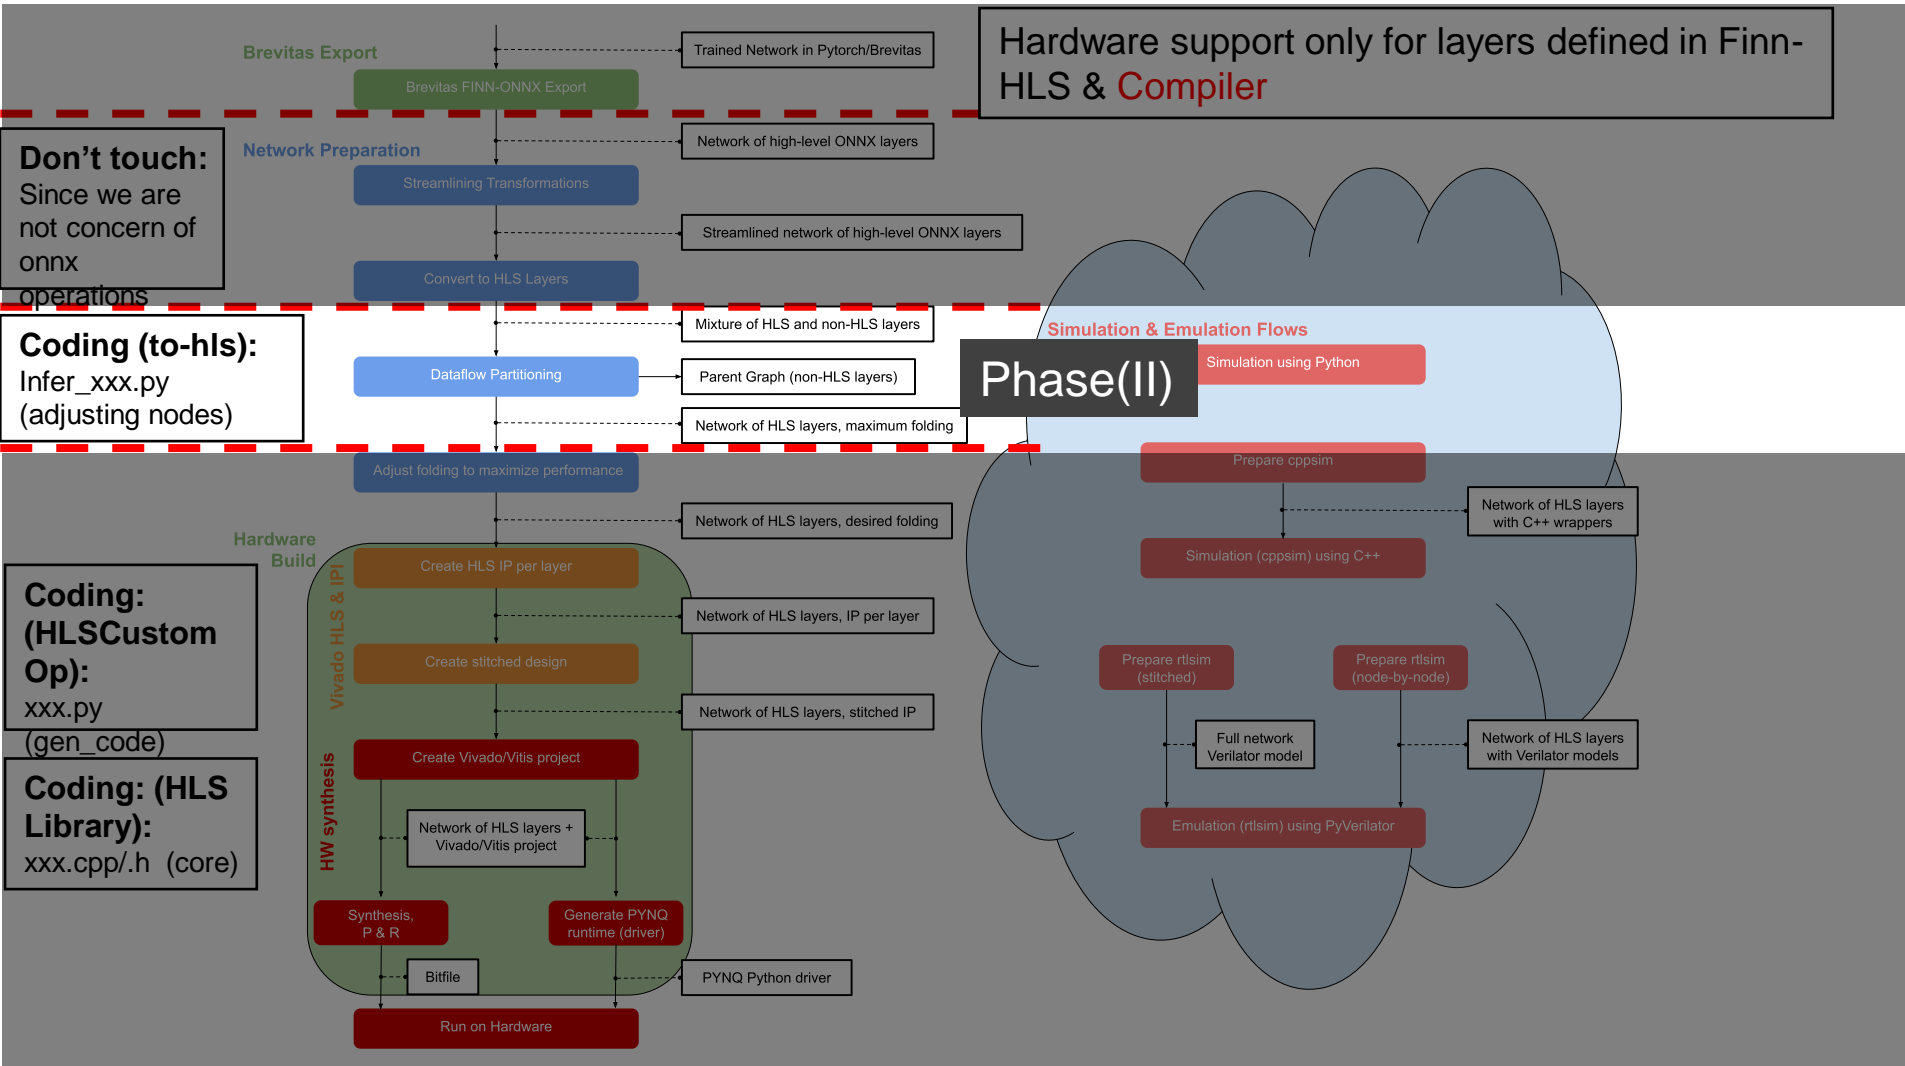 Hardware support only for layers defined in Finn-
HLS & Compiler
Brevitas Export
Trained Network in Pytorch/Brevitas
Brevitas FINN-ONNX Export
Don't touch:
Since we are
not concern of
onnx
operations
Network Preparation
Network of high-level ONNX layers
Streamlining Transformations
Streamlined network of high-level ONNX layers
Convert to HLS Layers
Coding (to-hls):
Infer_xxx.py
(adjusting nodes)
Mixture of HLS and non-HLS layers
Dataflow Partitioning
Parent Graph (non-HLS layers)
Network of HLS layers, maximum folding
Phase(II)
Simulation & Emulation Flows
Simulation using Python
Prepare cppsim
Network of HLS layers
with C++ wrappers
Simulation (cppsim) using C++
Prepare rtlsim
(stitched)
Prepare rtlsim
(node-by-node)
Full network
Verilator model
Network of HLS layers
with Verilator models
Emulation (rtlsim) using PyVerilator
Adjust folding to maximize performance
Network of HLS layers, desired folding
Hardware
Build
Coding:
(HLSCustom
Op):
xxx.py
(gen_code)
Coding: (HLS
Library):
xxx.cpp/.h (core)
Vivado HLS & IPI
Create HLS IP per layer
Network of HLS layers, IP per layer
Create stitched design
Network of HLS layers, stitched IP
HW synthesis
Create Vivado/Vitis project
Network of HLS layers +
Vivado/Vitis project
Synthesis,
P & R
Generate PYNQ
runtime (driver)
Bitfile
PYNQ Python driver
Run on Hardware